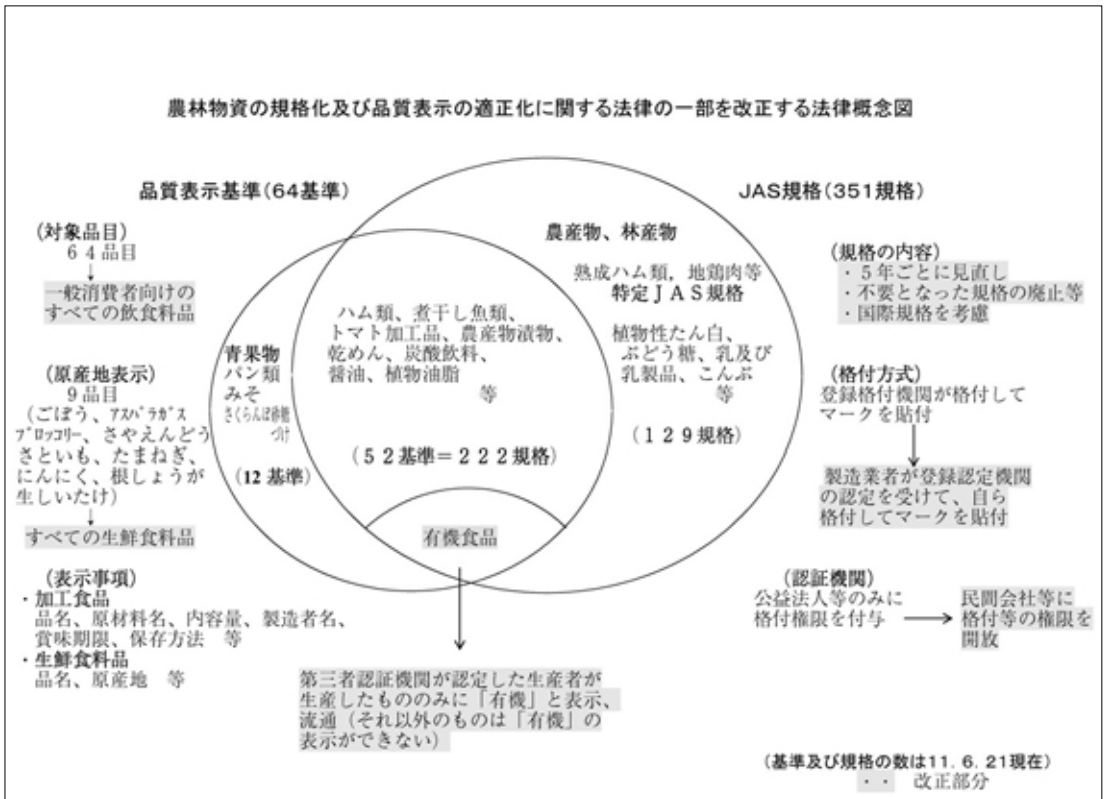 農林物資の規格化及び品質表示の適正化に関する法律の一部を改正する法律概念図
品質表示基準(64基準)
(対象品目)
64品目
一般消費者向けの
すべての飲食料品
(原産地表示)
9品目
(ごぼう、アスパラガス
ブロッコリー、さやえんどう
さといも、たまねぎ、
にんにく、根しょうが
生しいたけ)
すべての生鮮食料品
(表示事項)
・加工食品
品名、原材料名、内容量、製造者名、
賞味期限、保存方法 等
・生鮮食料品
品名、原産地 等
青果物
パン類
みそ
さくらんぼ砂糖
づけ
(12基準)
ハム類、煮干し魚類、
トマト加工品、農産物漬物、
乾めん、炭酸飲料、
醤油、植物油脂
等
(52基準=222規格)
有機食品
第三者認証機関が認定した生産者が
生産したもののみに「有機」と表示、
流通(それ以外のものは「有機」の
表示ができない)
JAS規格(351規格)
農産物、林産物
熟成ハム類,地鶏肉等
特定JAS規格
植物性たん白、
ぶどう糖、乳及び
乳製品、こんぶ
等
(129規格)
(規格の内容)
・5年ごとに見直し
・不要となった規格の廃止等
・国際規格を考慮
(格付方式)
登録格付機関が格付して
マークを貼付
製造業者が登録認定機関
の認定を受けて、自ら
格付してマークを貼付
(認証機関)
公益法人等のみに
格付権限を付与
民間会社等に
格付等の権限を
開放
(基準及び規格の数は11.6.21現在)
・・ 改正部分